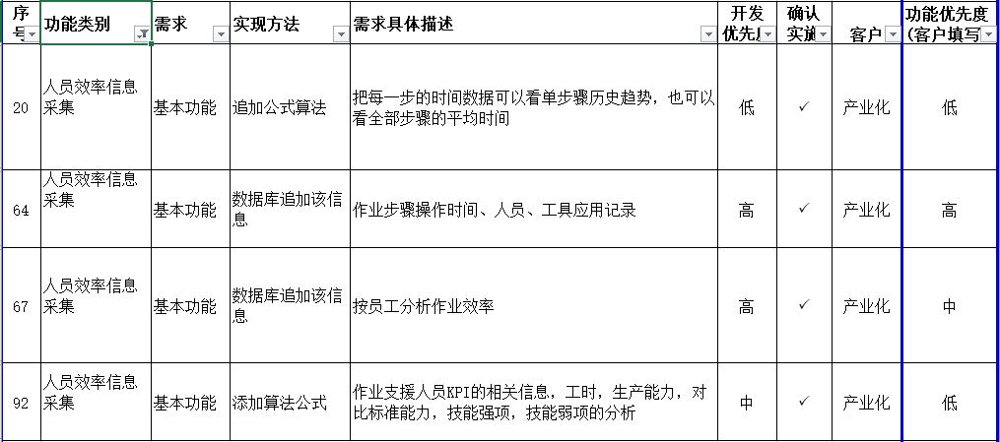 序号
功能类别
需求
实现方法
需求具体描述
开发
优先度
确认
实施
客户
功能优先度
(客户填写
20
人员效率信息
采集
基本功能
追加公式算法
把每一步的时间数据可以看单步骤历史趋势，也可以
看全部步骤的平均时间
低
✓
产业化
低
64
人员效率信息
采集
基本功能
数据库追加该信
息
作业步骤操作时间、人员、工具应用记录
高
✓
产业化
高
67
人员效率信息
采集
基本功能
数据库追加该信
息
按员工分析作业效率
高
✓
产业化
中
92
人员效率信息
采集
基本功能
添加算法公式
作业支援人员KPI的相关信息，工时，生产能力，对
比标准能力，技能强项，技能弱项的分析
中
✓
产业化
低